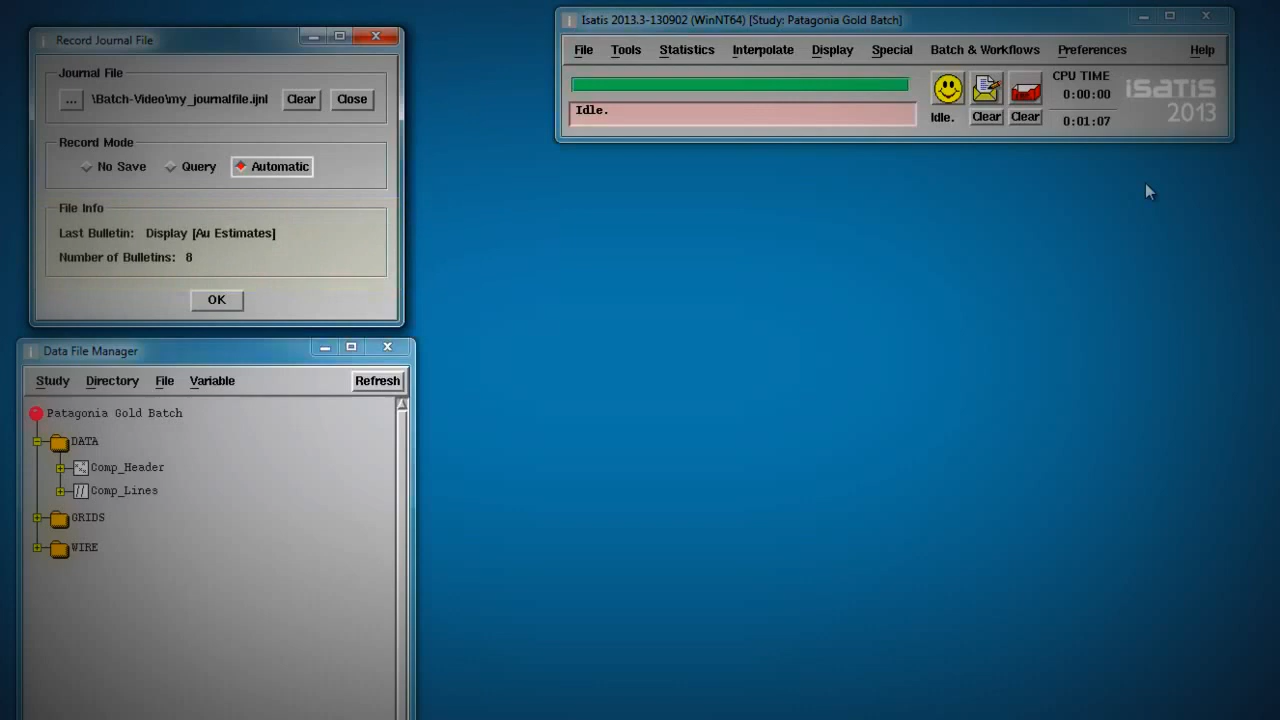 Record Journal File
Journal File
... \Batch-Video\my_journalfile.ijnl Clear Close
Record Mode
No Save Query Automatic
File Info
Last Bulletin: Display [Au Estimates]
Number of Bulletins: 8
OK
Data File Manager
Study Directory File Variable Refresh
Patagonia Gold Batch
DATA
Comp_Header
Comp_Lines
GRIDS
WIRE
Isatis 2013.3-130902 (WinNT64) [Study: Patagonia Gold Batch]
File Tools Statistics Interpolate Display Special Batch & Workflows Preferences Help
Idle.
Idle. Clear Clear
CPU TIME
0:00:00
0:01:07
isatis
2013